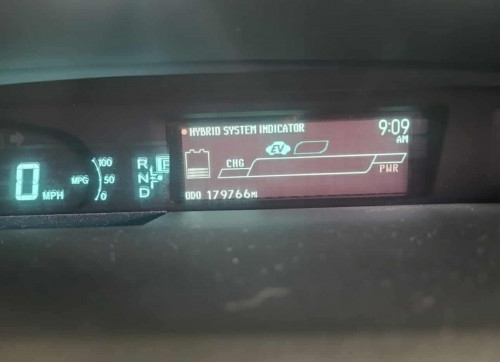 HYBRID SYSTEM INDICATOR
9:09
AM
EV
CHG
PWR
ODO 179766MI
0 MPH
MPG
100
50
0
R
N
D
P